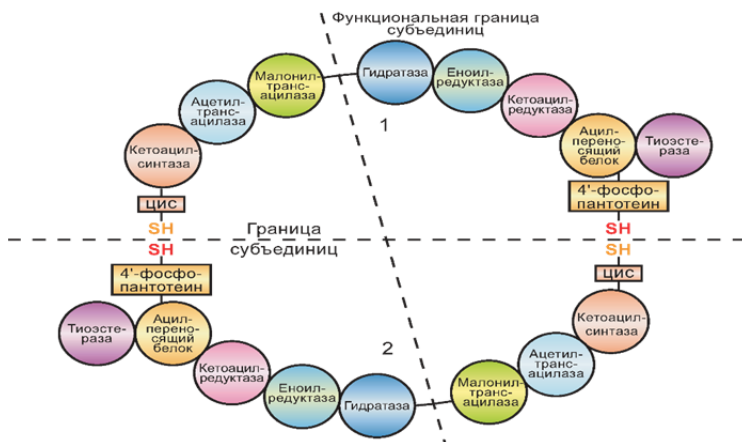 Функциональная граница
субъединиц
Малонил-
транс-
ацилаза
Гидратаза
Еноил-
редуктаза
Ацетил-
транс-
ацилаза
Кетоацил-
редуктаза
1
Кетоацил-
синтаза
Ацил-
перено-
сящий
белок
Тиоэсте-
раза
цис
4'-фосфо-
пантотеин
SH
SH
Граница
субъединиц
SH
SH
4'-фосфо-
пантотеин
цис
Тиоэсте-
раза
Ацил-
перено-
сящий
белок
Кетоацил-
синтаза
2
Кетоацил-
редуктаза
Ацетил-
транс-
ацилаза
Еноил-
редуктаза
Гидратаза
Малонил-
транс-
ацилаза